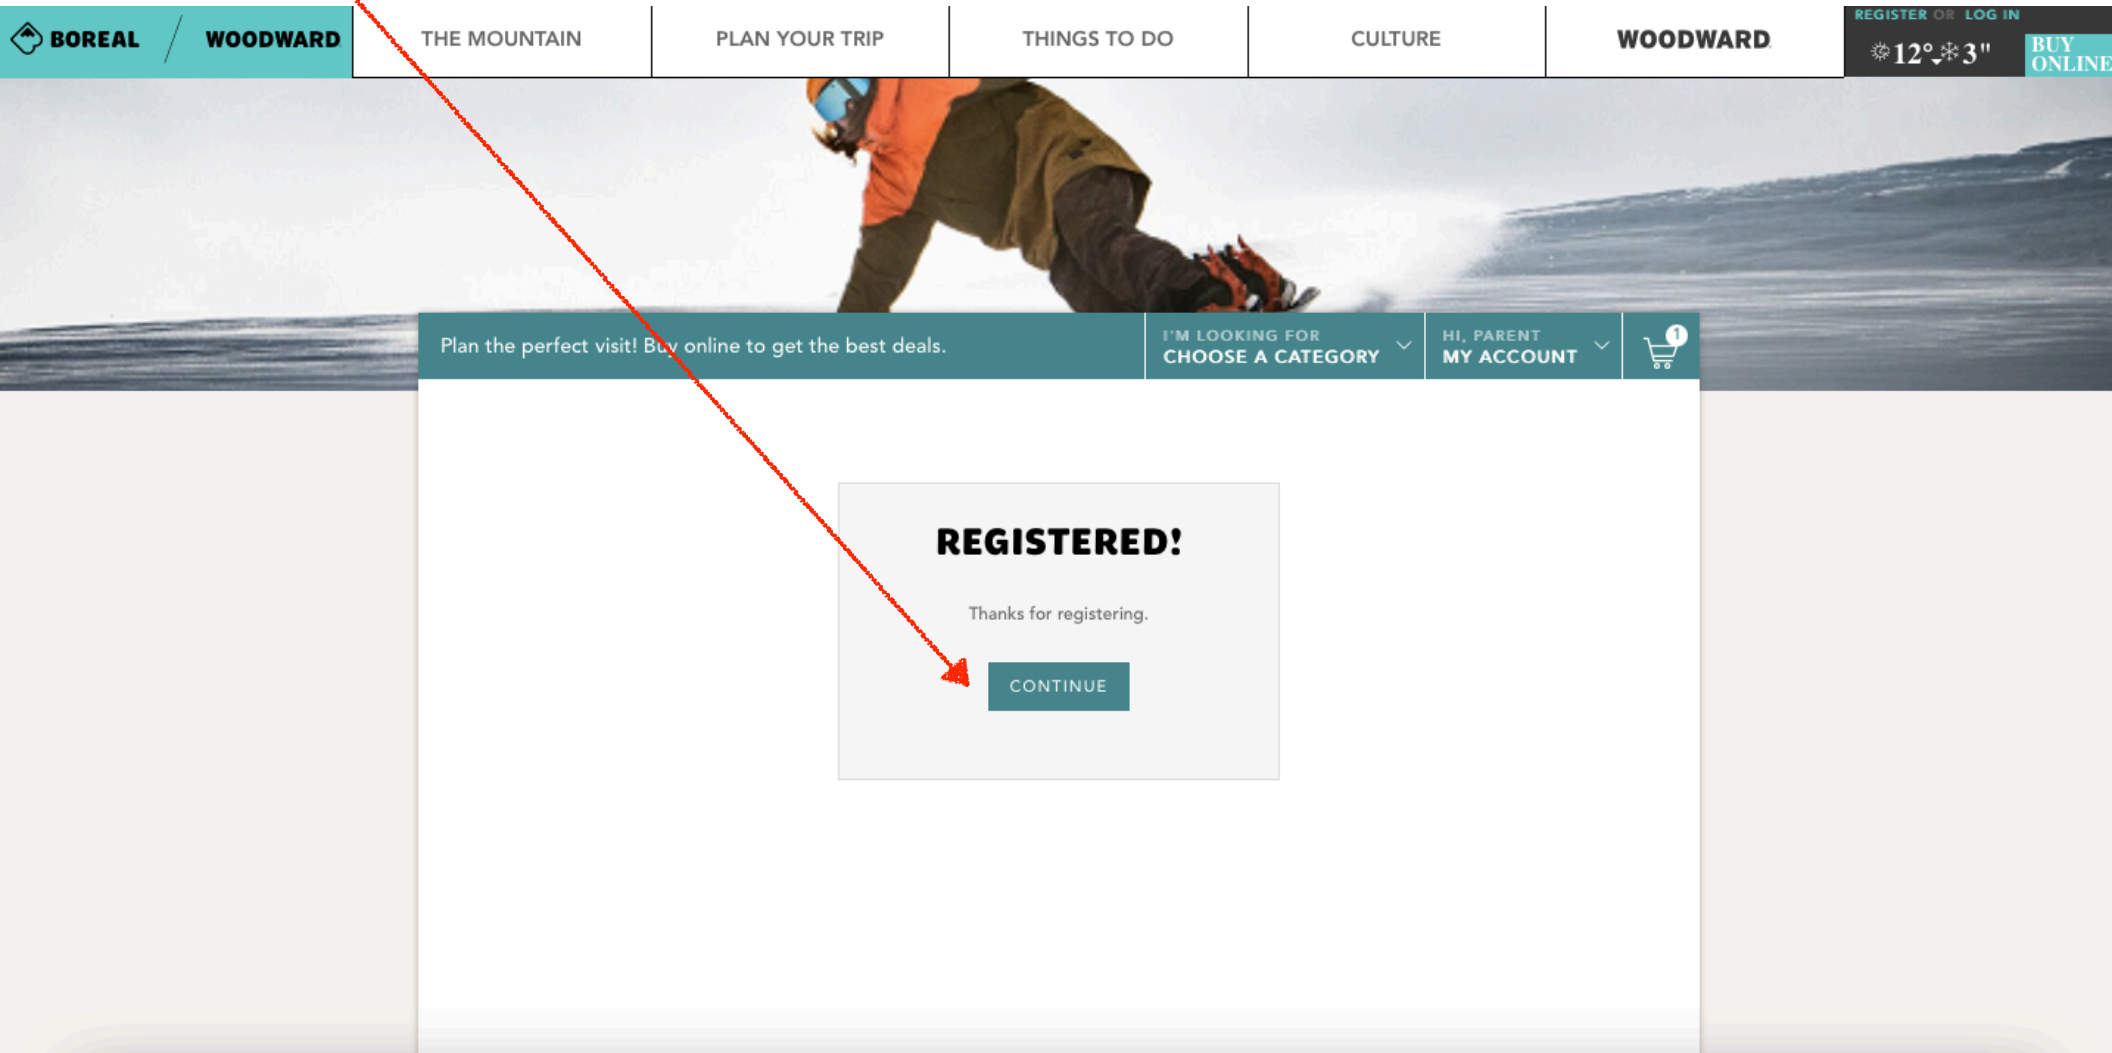 BOREAL WOODWARD THE MOUNTAIN PLAN YOUR TRIP THINGS TO DO CULTURE WOODWARD
REGISTER OR LOG IN
12° 3"
BUY
ONLINE
Plan the perfect visit! Buy online to get the best deals.
I'M LOOKING FOR
CHOOSE A CATEGORY
HI, PARENT
MY ACCOUNT
1
REGISTERED!
Thanks for registering.
CONTINUE